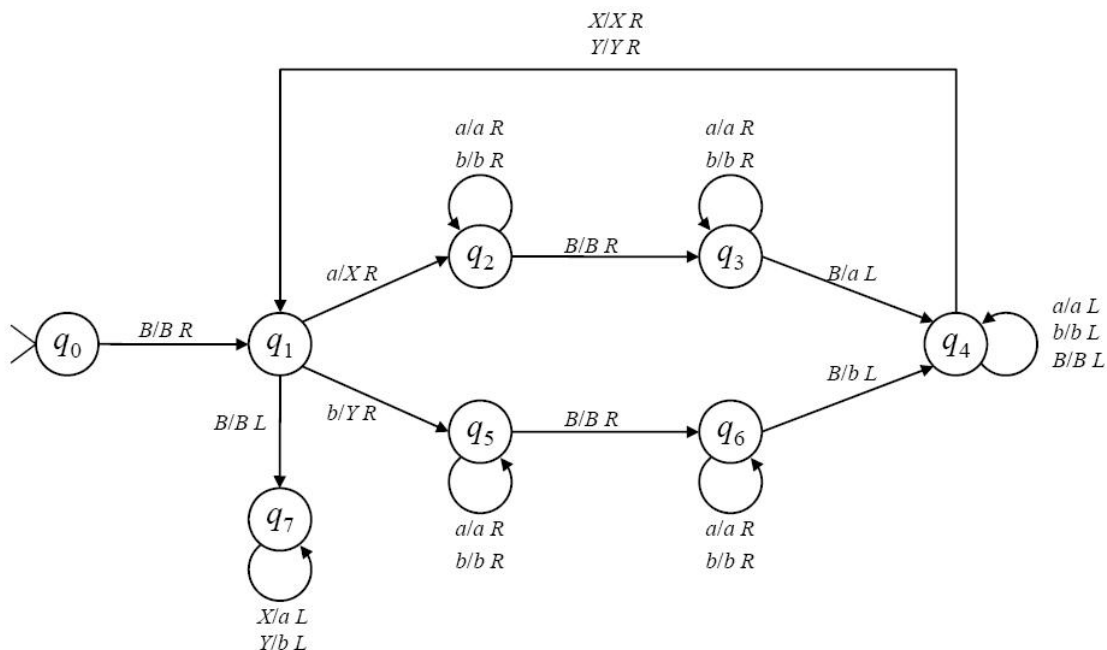 X/X R
Y/Y R
a/a R
b/b R
a/a R
b/b R
q₂
B/B R
q₃
a/X R
B/a L
q₀
B/B R
q₁
q₄
a/a L
b/b L
B/B L
B/B L
b/Y R
B/b L
q₅
B/B R
q₆
q₇
a/a R
b/b R
a/a R
b/b R
X/a L
Y/b L